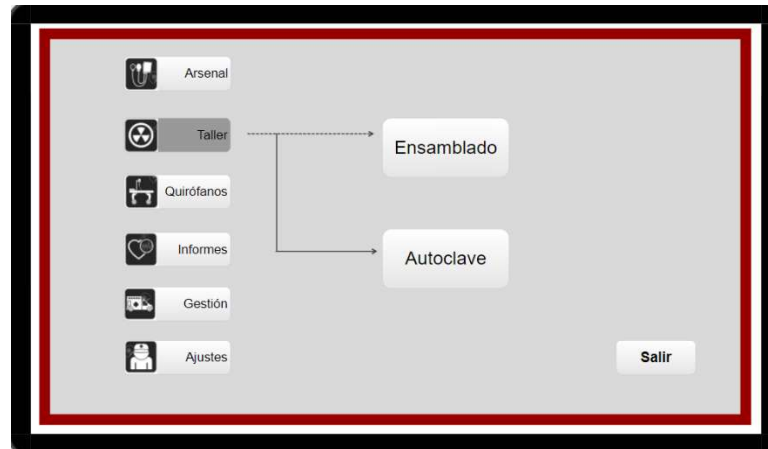 Arsenal
Taller
Ensamblado
Quirófanos
Informes
Autoclave
Gestión
Ajustes
Salir